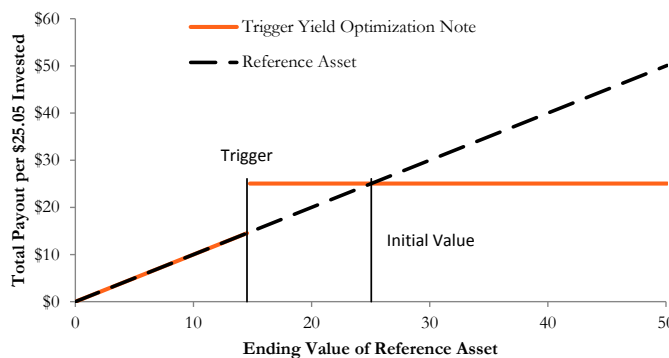 $60
Trigger Yield Optimization Note
Reference Asset
$50
$40
$30
Trigger
$20
Initial Value
$10
$0
0 10 20 30 40 50
Total Payout per $25.05 Invested
Ending Value of Reference Asset